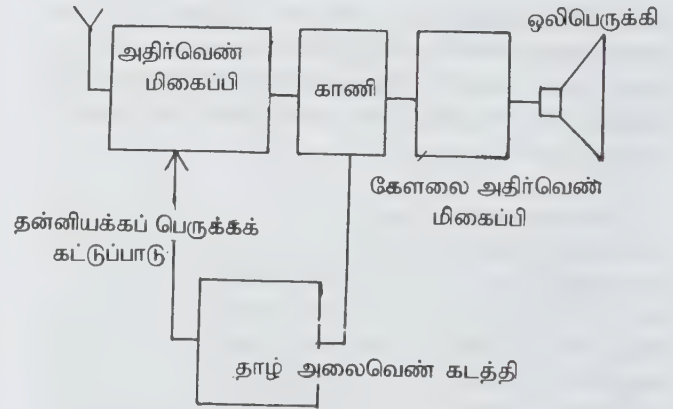 ஒலிபெருக்கி
அதிர்வெண்
மிகைப்பி
காணி
கேளலை அதிர்வெண்
மிகைப்பி
தன்னியக்கப் பெருக்கக்
கட்டுப்பாடு
தாழ் அலைவெண் கடத்தி